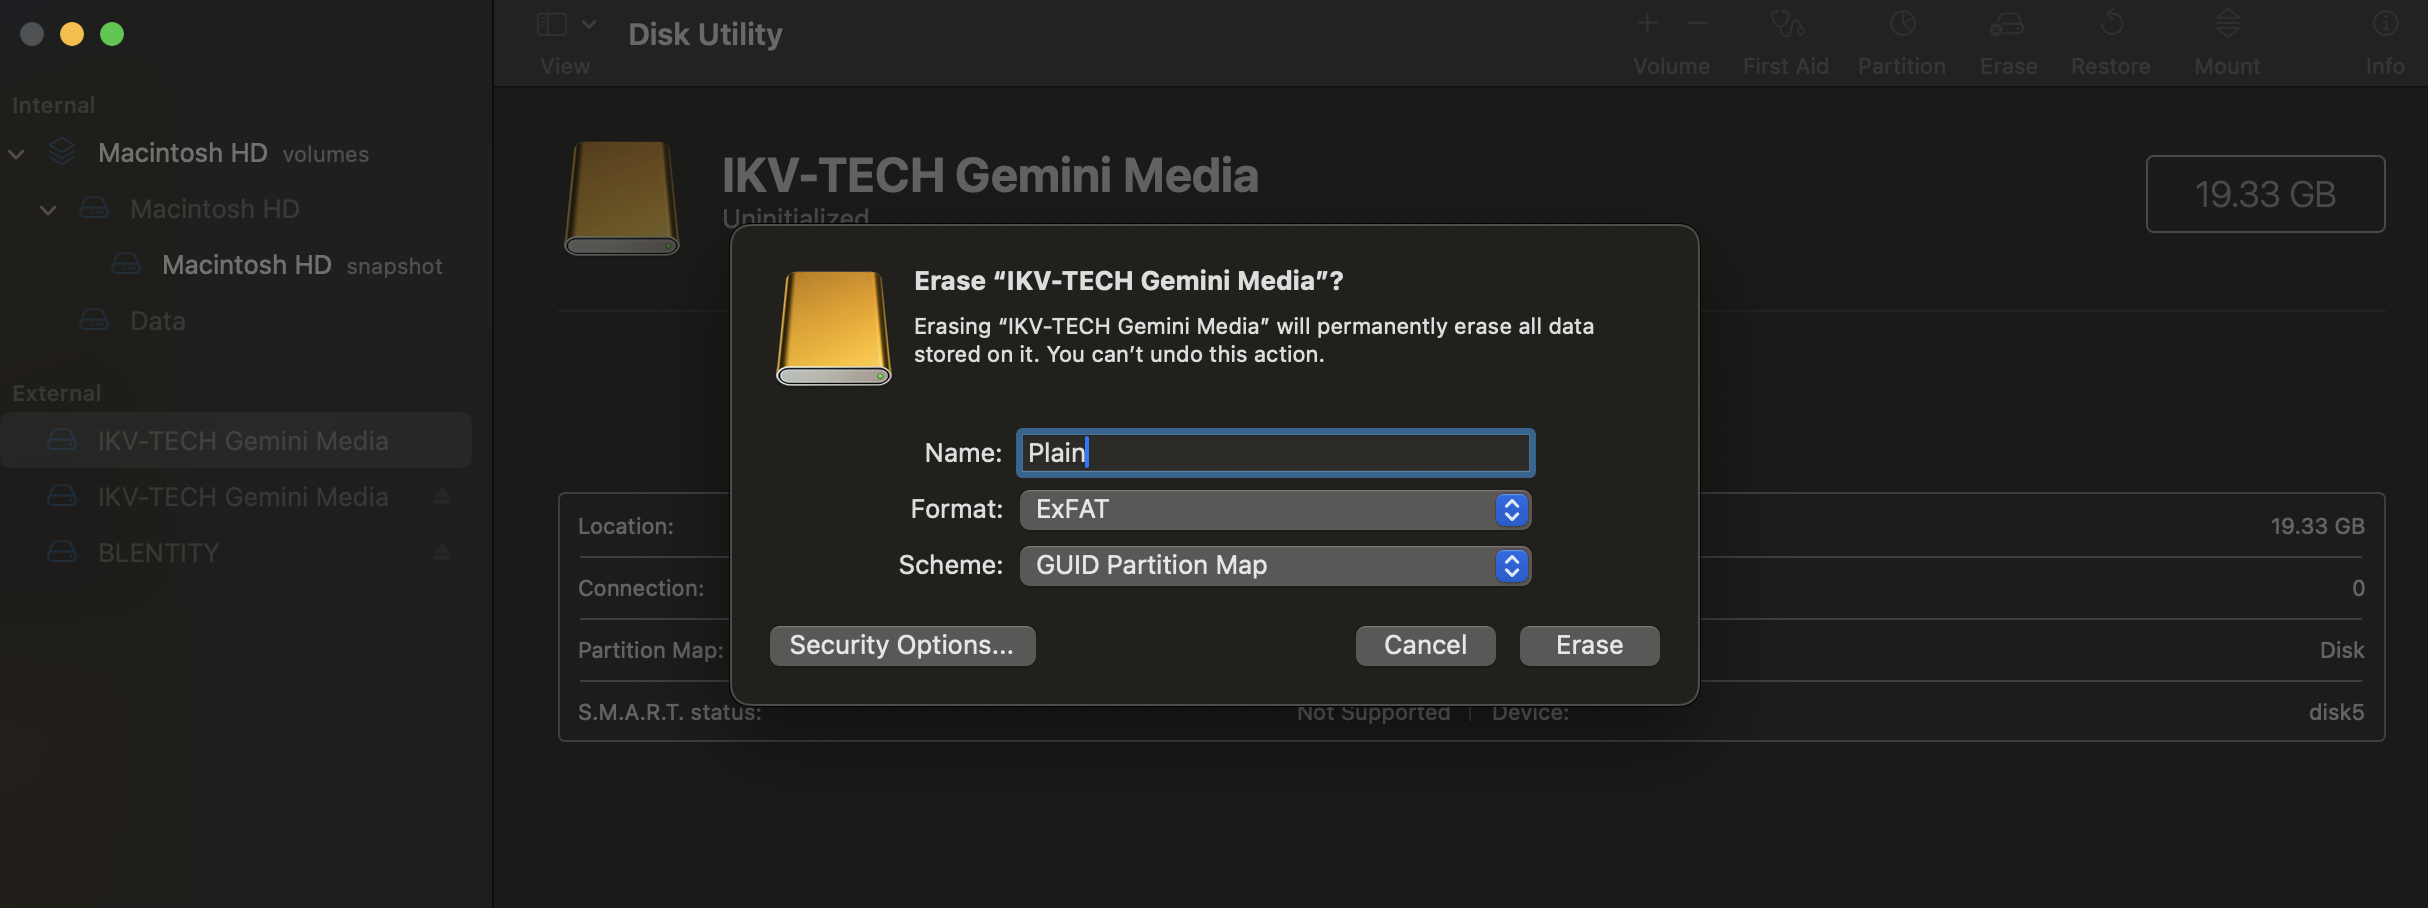 Disk Utility
View
Volume
First Aid
Partition
Erase
Restore
Mount
Info
Internal
Macintosh HD volumes
Macintosh HD
Macintosh HD snapshot
Data
External
IKV-TECH Gemini Media
IKV-TECH Gemini Media
BLENTITY
IKV-TECH Gemini Media
Uninitialized
19.33 GB
Erase “IKV-TECH Gemini Media”?
Erasing “IKV-TECH Gemini Media” will permanently erase all data
stored on it. You can’t undo this action.
Name: Plain
Format: ExFAT
Scheme: GUID Partition Map
Security Options...
Cancel
Erase
Location:
19.33 GB
Connection:
0
Partition Map:
Disk
S.M.A.R.T. status:
Not Supported
Device:
disk5